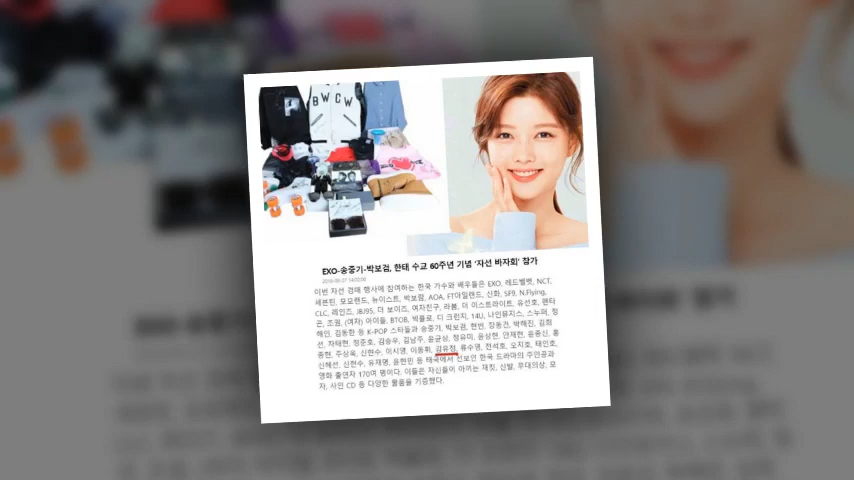 P
BWCW
EXO-송중기-박보검, 한태 수교 60주년 기념 '자선 바자회' 참가
이번 자선 경매 행사에 참여하는 한국 가수와 배우들은 EXO, 레드벨벳, NCT,
세븐틴, 모모랜드, 뉴이스트, 박보람, AOA, FT아일랜드, 신화, SF9, N.Flying,
CLC, 레인즈, JBJ95, 더 보이즈, 여자친구, 라붐, 더 이스트라이트, 유선호, 펜타
곤, 조권, (여자) 아이들, BTOB, 빅플로, 디 크런치, 14U, 나인뮤지스, 스누퍼, 정
해인, 김동한 등 K-POP 스타들과 송중기, 박보검, 현빈, 장동건, 박해진, 김희
선, 차태현, 정준호, 김승우, 김남주, 윤균상, 정유미, 윤상현, 안재현, 윤종신, 홍
종현, 주상욱, 신현수, 이시영, 이동휘, 김유정, 류수영, 전석호, 오지호, 태인호,
신혜선, 신현수, 유재명, 윤현민 등 태국에서 선보인 한국 드라마의 주인공과
영화 출연자 170여 명이다. 이들은 자신들이 아끼는 재킷, 신발, 무대의상, 모
자, 사인 CD 등 다양한 물품을 기증했다.